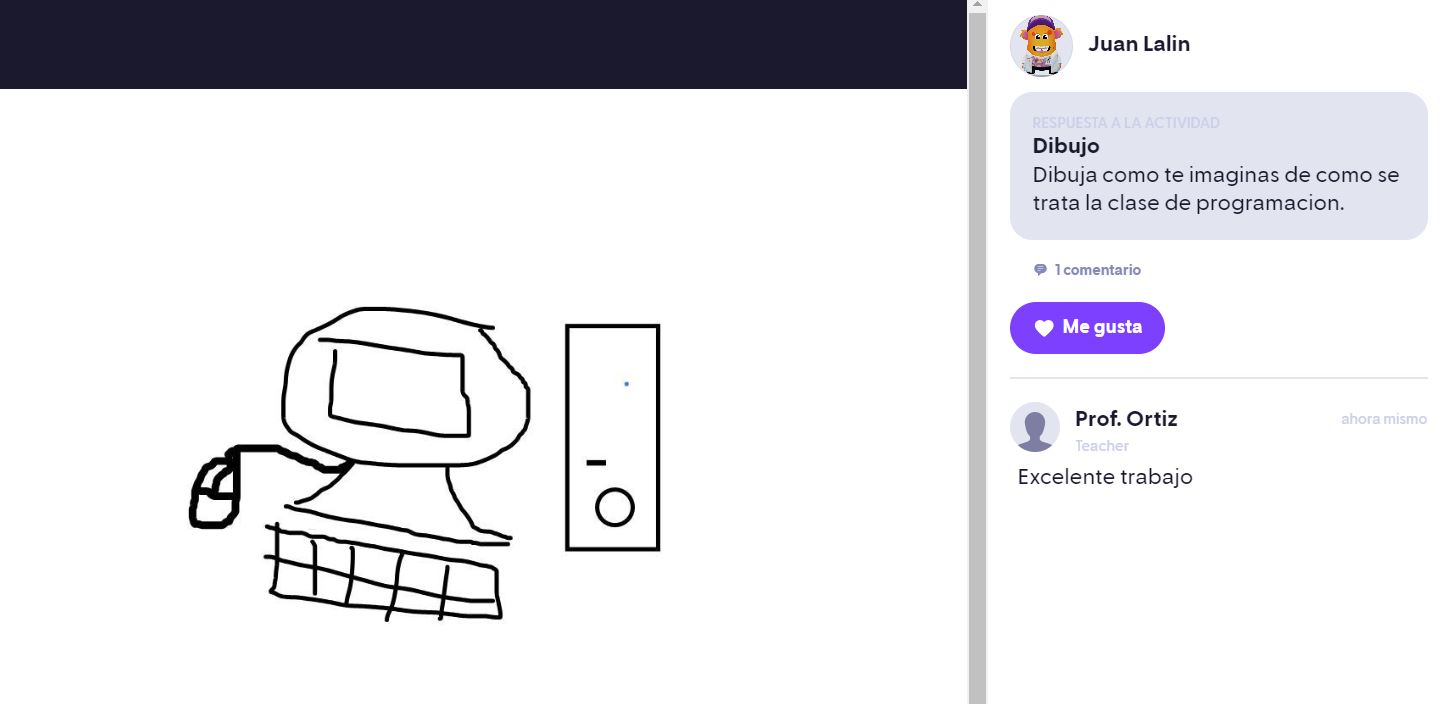 Juan Lalin
RESPUESTA A LA ACTIVIDAD
Dibujo
Dibuja como te imaginas de como se
trata la clase de programacion.
1 comentario
Me gusta
Prof. Ortiz
ahora mismo
Teacher
Excelente trabajo